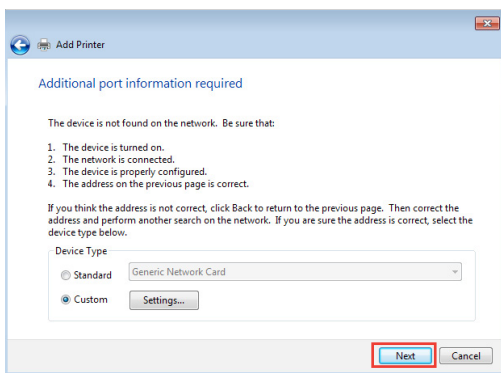 Add Printer
Additional port information required
The device is not found on the network. Be sure that:
1. The device is turned on.
2. The network is connected.
3. The device is properly configured.
4. The address on the previous page is correct.
If you think the address is not correct, click Back to return to the previous page. Then correct the
address and perform another search on the network. If you are sure the address is correct, select the
device type below.
Device Type
Standard
Generic Network Card
Custom
Settings...
Next
Cancel